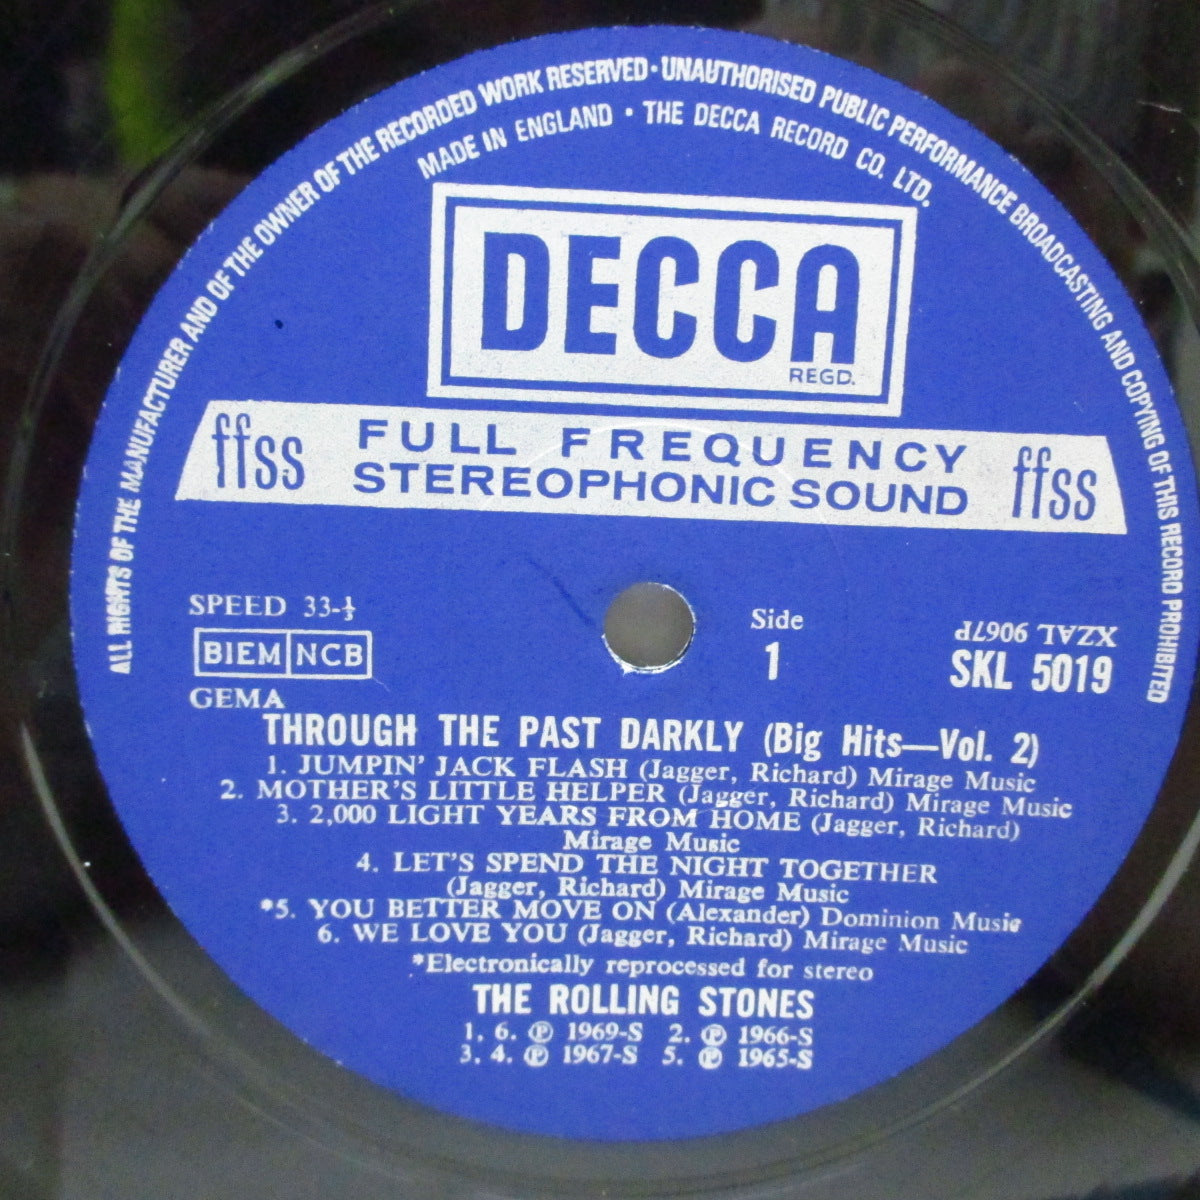 ALL RIGHTS OF THE MANUFACTURER AND OF THE OWNER OF THE RECORDED WORK RESERVED · UNAUTHORISED PUBLIC PERFORMANCE BROADCASTING AND COPYING OF THIS RECORD PROHIBITED
MADE IN ENGLAND · THE DECCA RECORD CO. LTD.
DECCA
REGD.
ffss FULL FREQUENCY STEREOPHONIC SOUND ffss
SPEED 33-⅓
BIEM NCB
GEMA
Side
1
XZAL 9067P
SKL 5019
THROUGH THE PAST DARKLY (Big Hits—Vol. 2)
1. JUMPIN' JACK FLASH (Jagger, Richard) Mirage Music
2. MOTHER'S LITTLE HELPER (Jagger, Richard) Mirage Music
3. 2,000 LIGHT YEARS FROM HOME (Jagger, Richard)
Mirage Music
4. LET'S SPEND THE NIGHT TOGETHER
(Jagger, Richard) Mirage Music
*5. YOU BETTER MOVE ON (Alexander) Dominion Music
6. WE LOVE YOU (Jagger, Richard) Mirage Music
*Electronically reprocessed for stereo
THE ROLLING STONES
1. 6. ℗ 1969-S 2. ℗ 1966-S
3. 4. ℗ 1967-S 5. ℗ 1965-S